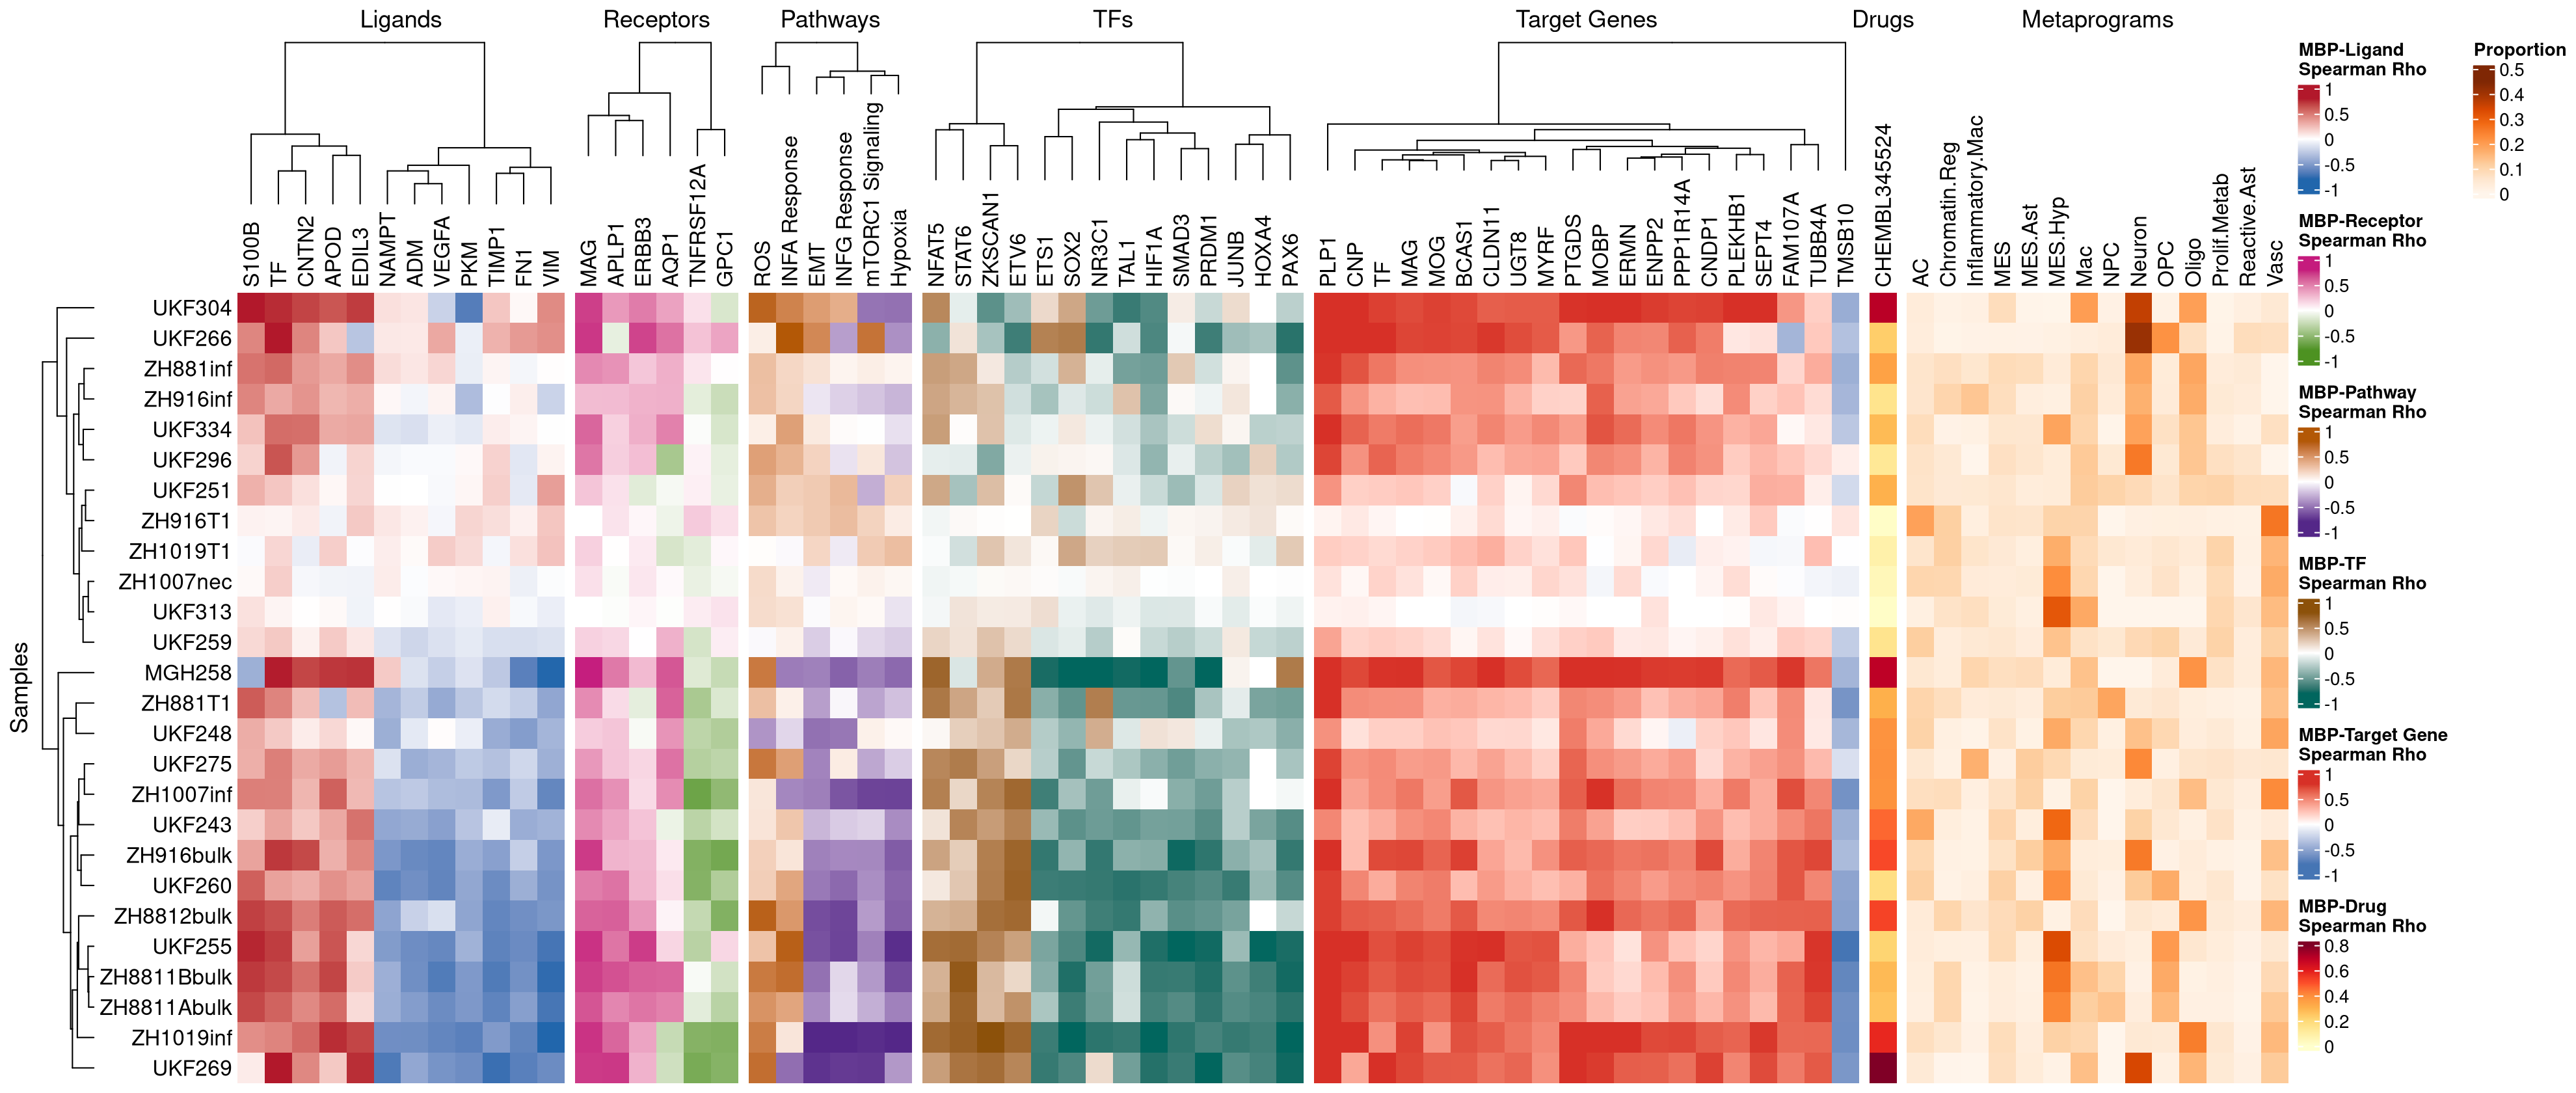 Ligands
Receptors
Pathways
TFs
Target Genes
Drugs
Metaprograms
S100B
TF
CNTN2
APOD
EDIL3
NAMPT
ADM
VEGFA
PKM
TIMP1
FN1
VIM
MAG
APLP1
ERBB3
AQP1
TNFRSF12A
GPC1
ROS
INFA Response
EMT
INFG Response
mTORC1 Signaling
Hypoxia
NFAT5
STAT6
ZKSCAN1
ETV6
ETS1
SOX2
NR3C1
TAL1
HIF1A
SMAD3
PRDM1
JUNB
HOXA4
PAX6
PLP1
CNP
TF
MAG
MOG
BCAS1
CLDN11
UGT8
MYRF
PTGDS
MOBP
ERMN
ENPP2
PPP1R14A
CNDP1
PLEKHB1
SEPT4
FAM107A
TUBB4A
TMSB10
CHEMBL345524
AC
Chromatin.Reg
Inflammatory.Mac
MES
MES.Ast
MES.Hyp
Mac
NPC
Neuron
OPC
Oligo
Prolif.Metab
Reactive.Ast
Vasc
Samples
UKF304
UKF266
ZH881inf
ZH916inf
UKF334
UKF296
UKF251
ZH916T1
ZH1019T1
ZH1007nec
UKF313
UKF259
MGH258
ZH881T1
UKF248
UKF275
ZH1007inf
UKF243
ZH916bulk
UKF260
ZH8812bulk
UKF255
ZH8811Bbulk
ZH8811Abulk
ZH1019inf
UKF269
MBP-Ligand
Spearman Rho
1
0.5
0
-0.5
-1
MBP-Receptor
Spearman Rho
1
0.5
0
-0.5
-1
MBP-Pathway
Spearman Rho
1
0.5
0
-0.5
-1
MBP-TF
Spearman Rho
1
0.5
0
-0.5
-1
MBP-Target Gene
Spearman Rho
1
0.5
0
-0.5
-1
MBP-Drug
Spearman Rho
0.8
0.6
0.4
0.2
0
Proportion
0.5
0.4
0.3
0.2
0.1
0